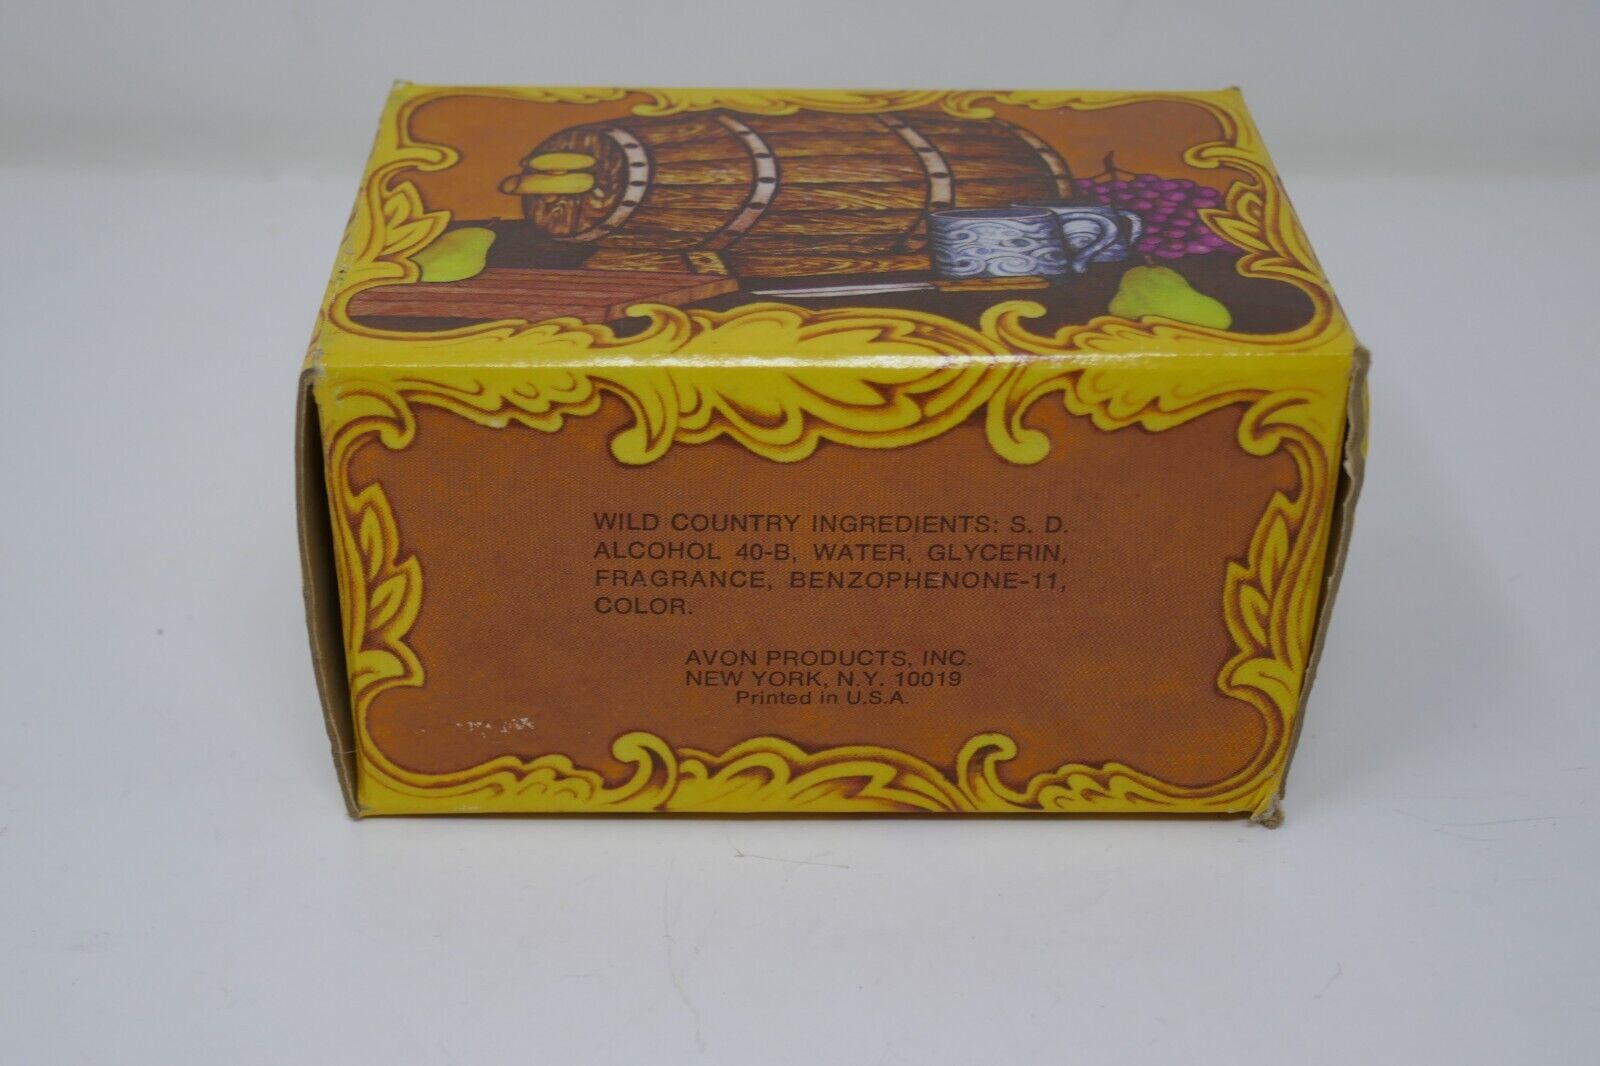 WILD COUNTRY INGREDIENTS: S. D.
ALCOHOL 40-B, WATER, GLYCERIN,
FRAGRANCE, BENZOPHENONE-11,
COLOR.
AVON PRODUCTS, INC.
NEW YORK, N.Y. 10019
Printed in U.S.A.